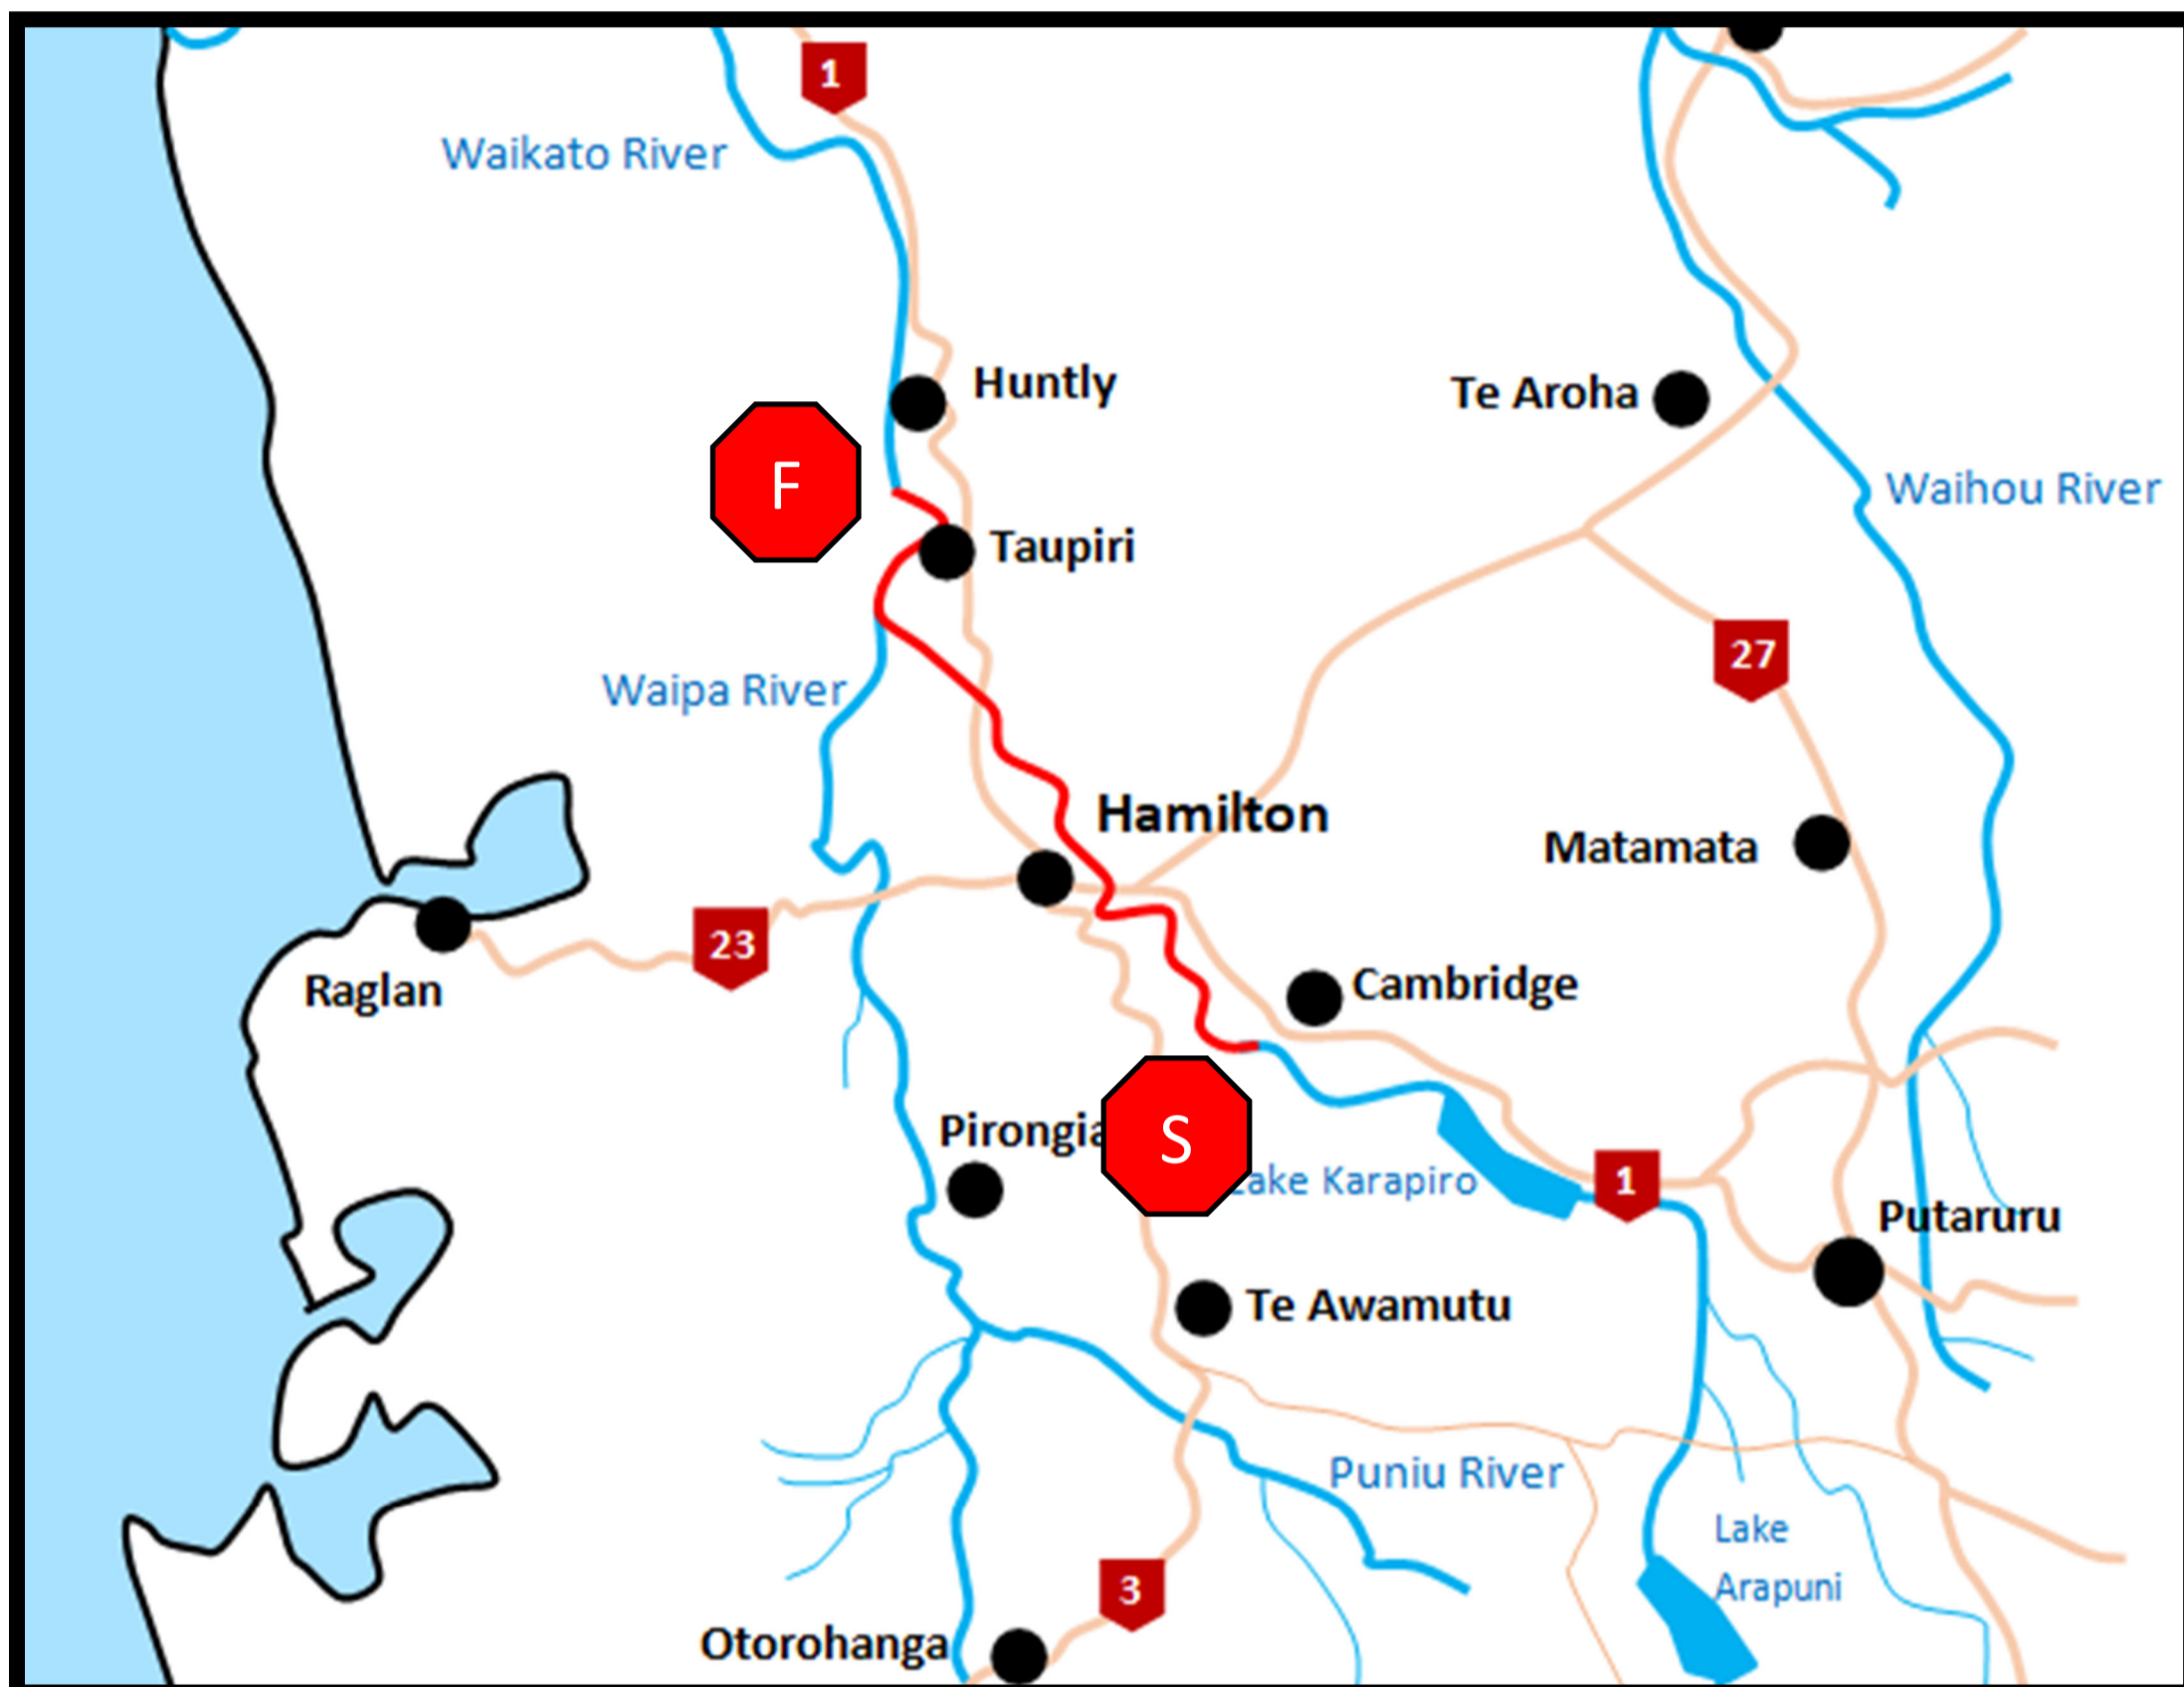 1
Waikato River
Huntly
Te Aroha
F
Waihou River
Taupiri
27
Waipa River
Hamilton
Matamata
23
Cambridge
Raglan
Pirongia
S
Lake Karapiro
1
Putaruru
Te Awamutu
Puniu River
Lake
Arapuni
3
Otorohanga